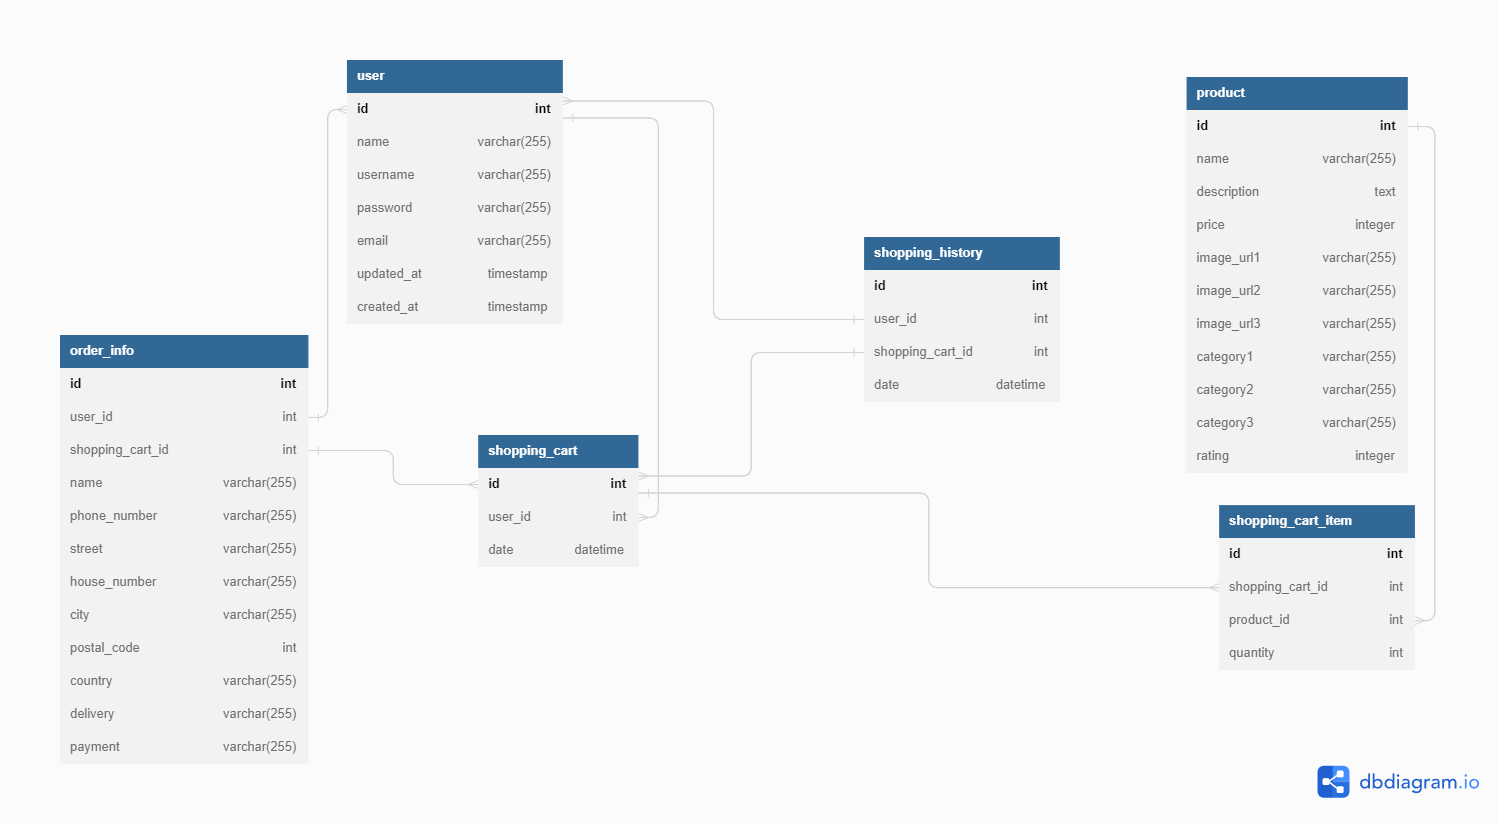 user
id int
name varchar(255)
username varchar(255)
password varchar(255)
email varchar(255)
updated_at timestamp
created_at timestamp
product
id int
name varchar(255)
description text
price integer
image_url1 varchar(255)
image_url2 varchar(255)
image_url3 varchar(255)
category1 varchar(255)
category2 varchar(255)
category3 varchar(255)
rating integer
shopping_history
id int
user_id int
shopping_cart_id int
date datetime
order_info
id int
user_id int
shopping_cart_id int
name varchar(255)
phone_number varchar(255)
street varchar(255)
house_number varchar(255)
city varchar(255)
postal_code int
country varchar(255)
delivery varchar(255)
payment varchar(255)
shopping_cart
id int
user_id int
date datetime
shopping_cart_item
id int
shopping_cart_id int
product_id int
quantity int
dbdiagram.io